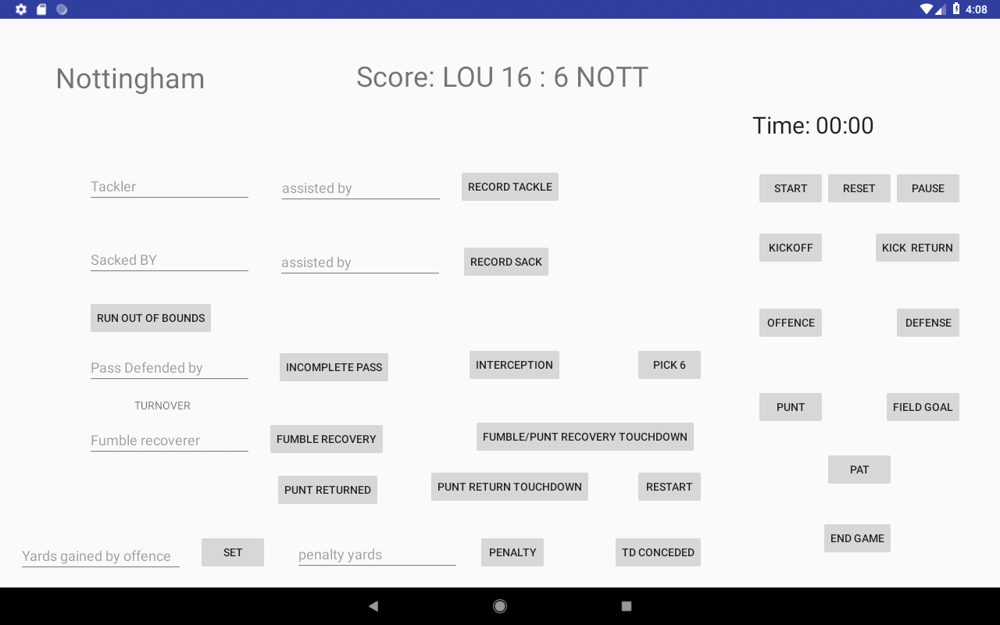 4:08
Nottingham
Score: LOU 16 : 6 NOTT
Time: 00:00
Tackler
assisted by
RECORD TACKLE
START
RESET
PAUSE
Sacked BY
assisted by
RECORD SACK
KICKOFF
KICK RETURN
RUN OUT OF BOUNDS
OFFENCE
DEFENSE
Pass Defended by
INCOMPLETE PASS
INTERCEPTION
PICK 6
TURNOVER
PUNT
FIELD GOAL
Fumble recoverer
FUMBLE RECOVERY
FUMBLE/PUNT RECOVERY TOUCHDOWN
PAT
PUNT RETURNED
PUNT RETURN TOUCHDOWN
RESTART
END GAME
Yards gained by offence
SET
penalty yards
PENALTY
TD CONCEDED